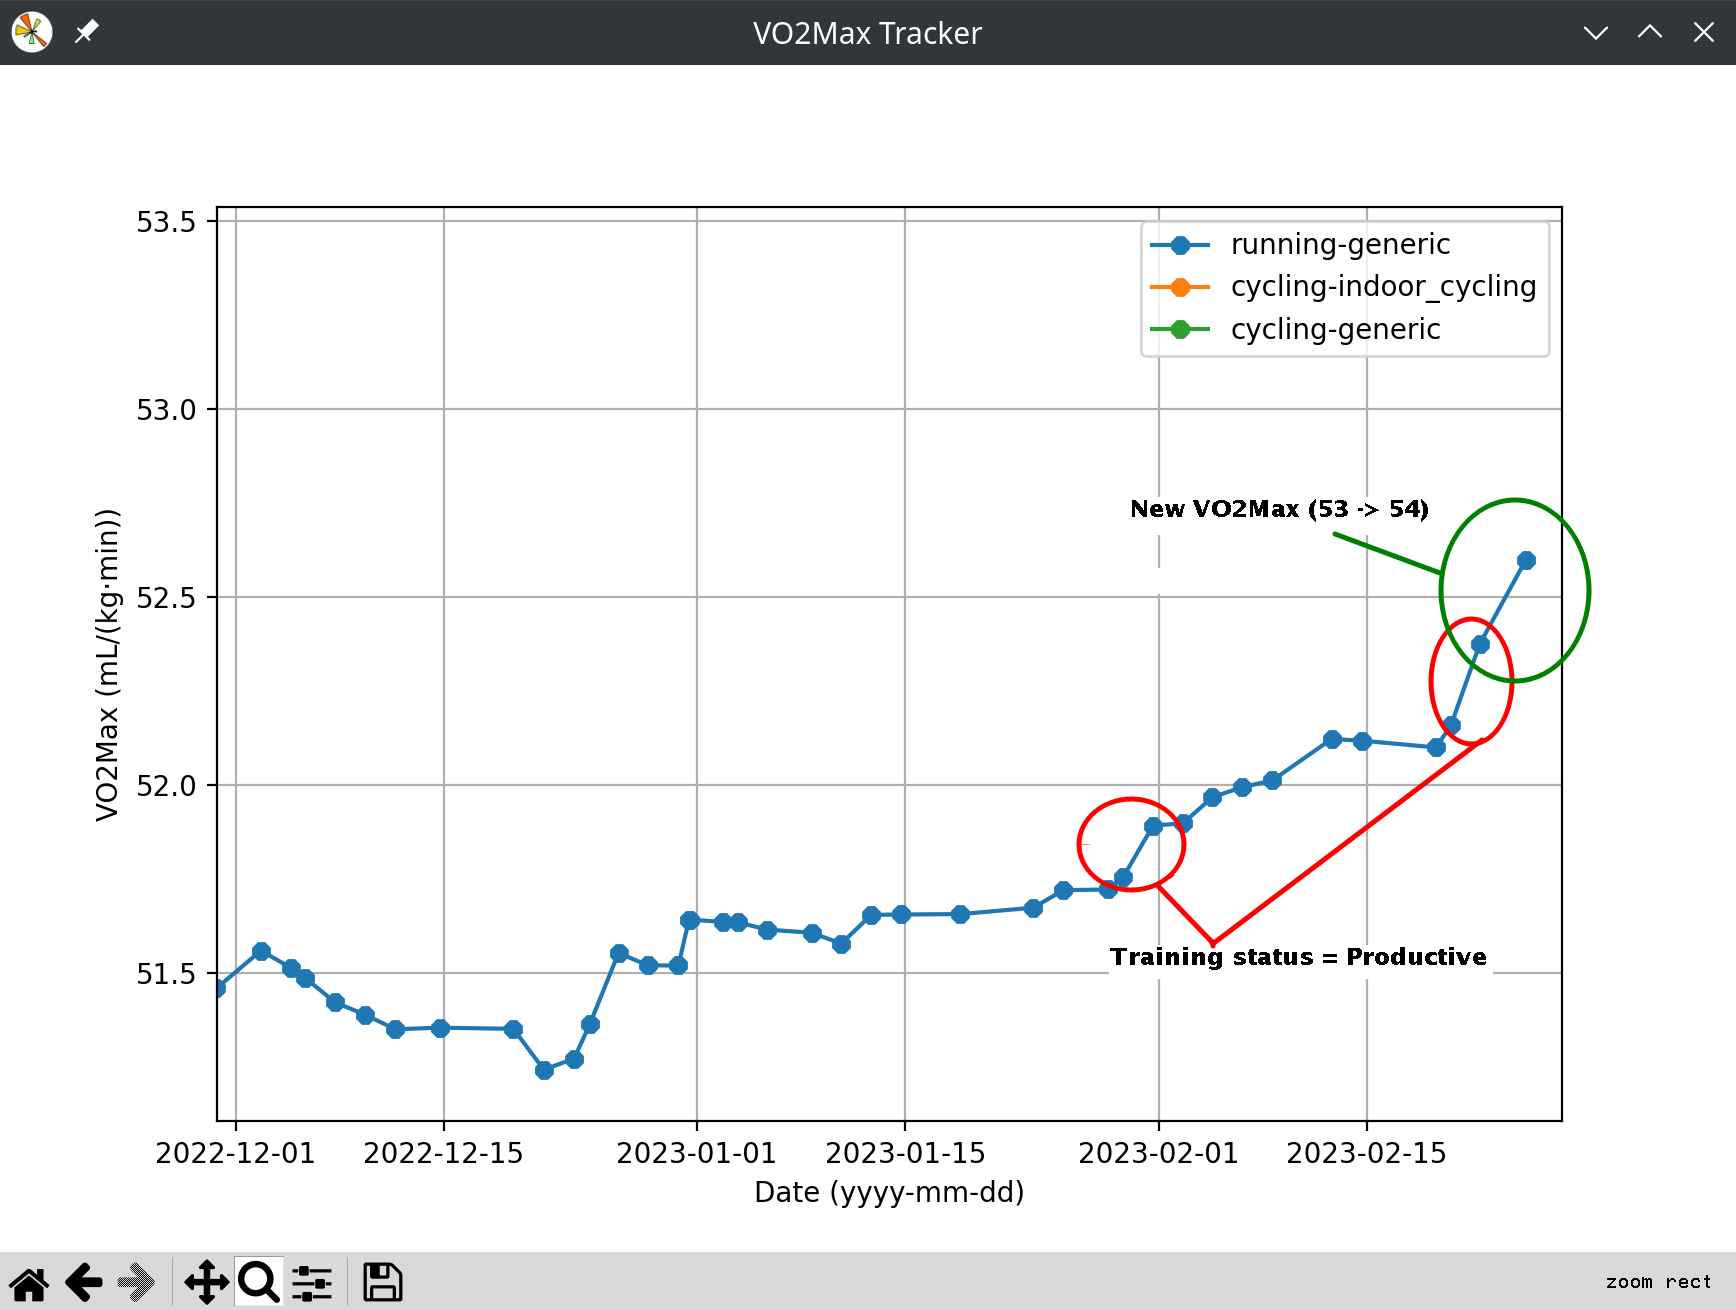 VO2Max Tracker
53.5
running-generic
cycling-indoor_cycling
cycling-generic
53.0
New VO2Max (53 -> 54)
52.5
VO2Max (mL/(kg·min))
52.0
Training status = Productive
51.5
2022-12-01 2022-12-15 2023-01-01 2023-01-15 2023-02-01 2023-02-15
Date (yyyy-mm-dd)
zoom rect